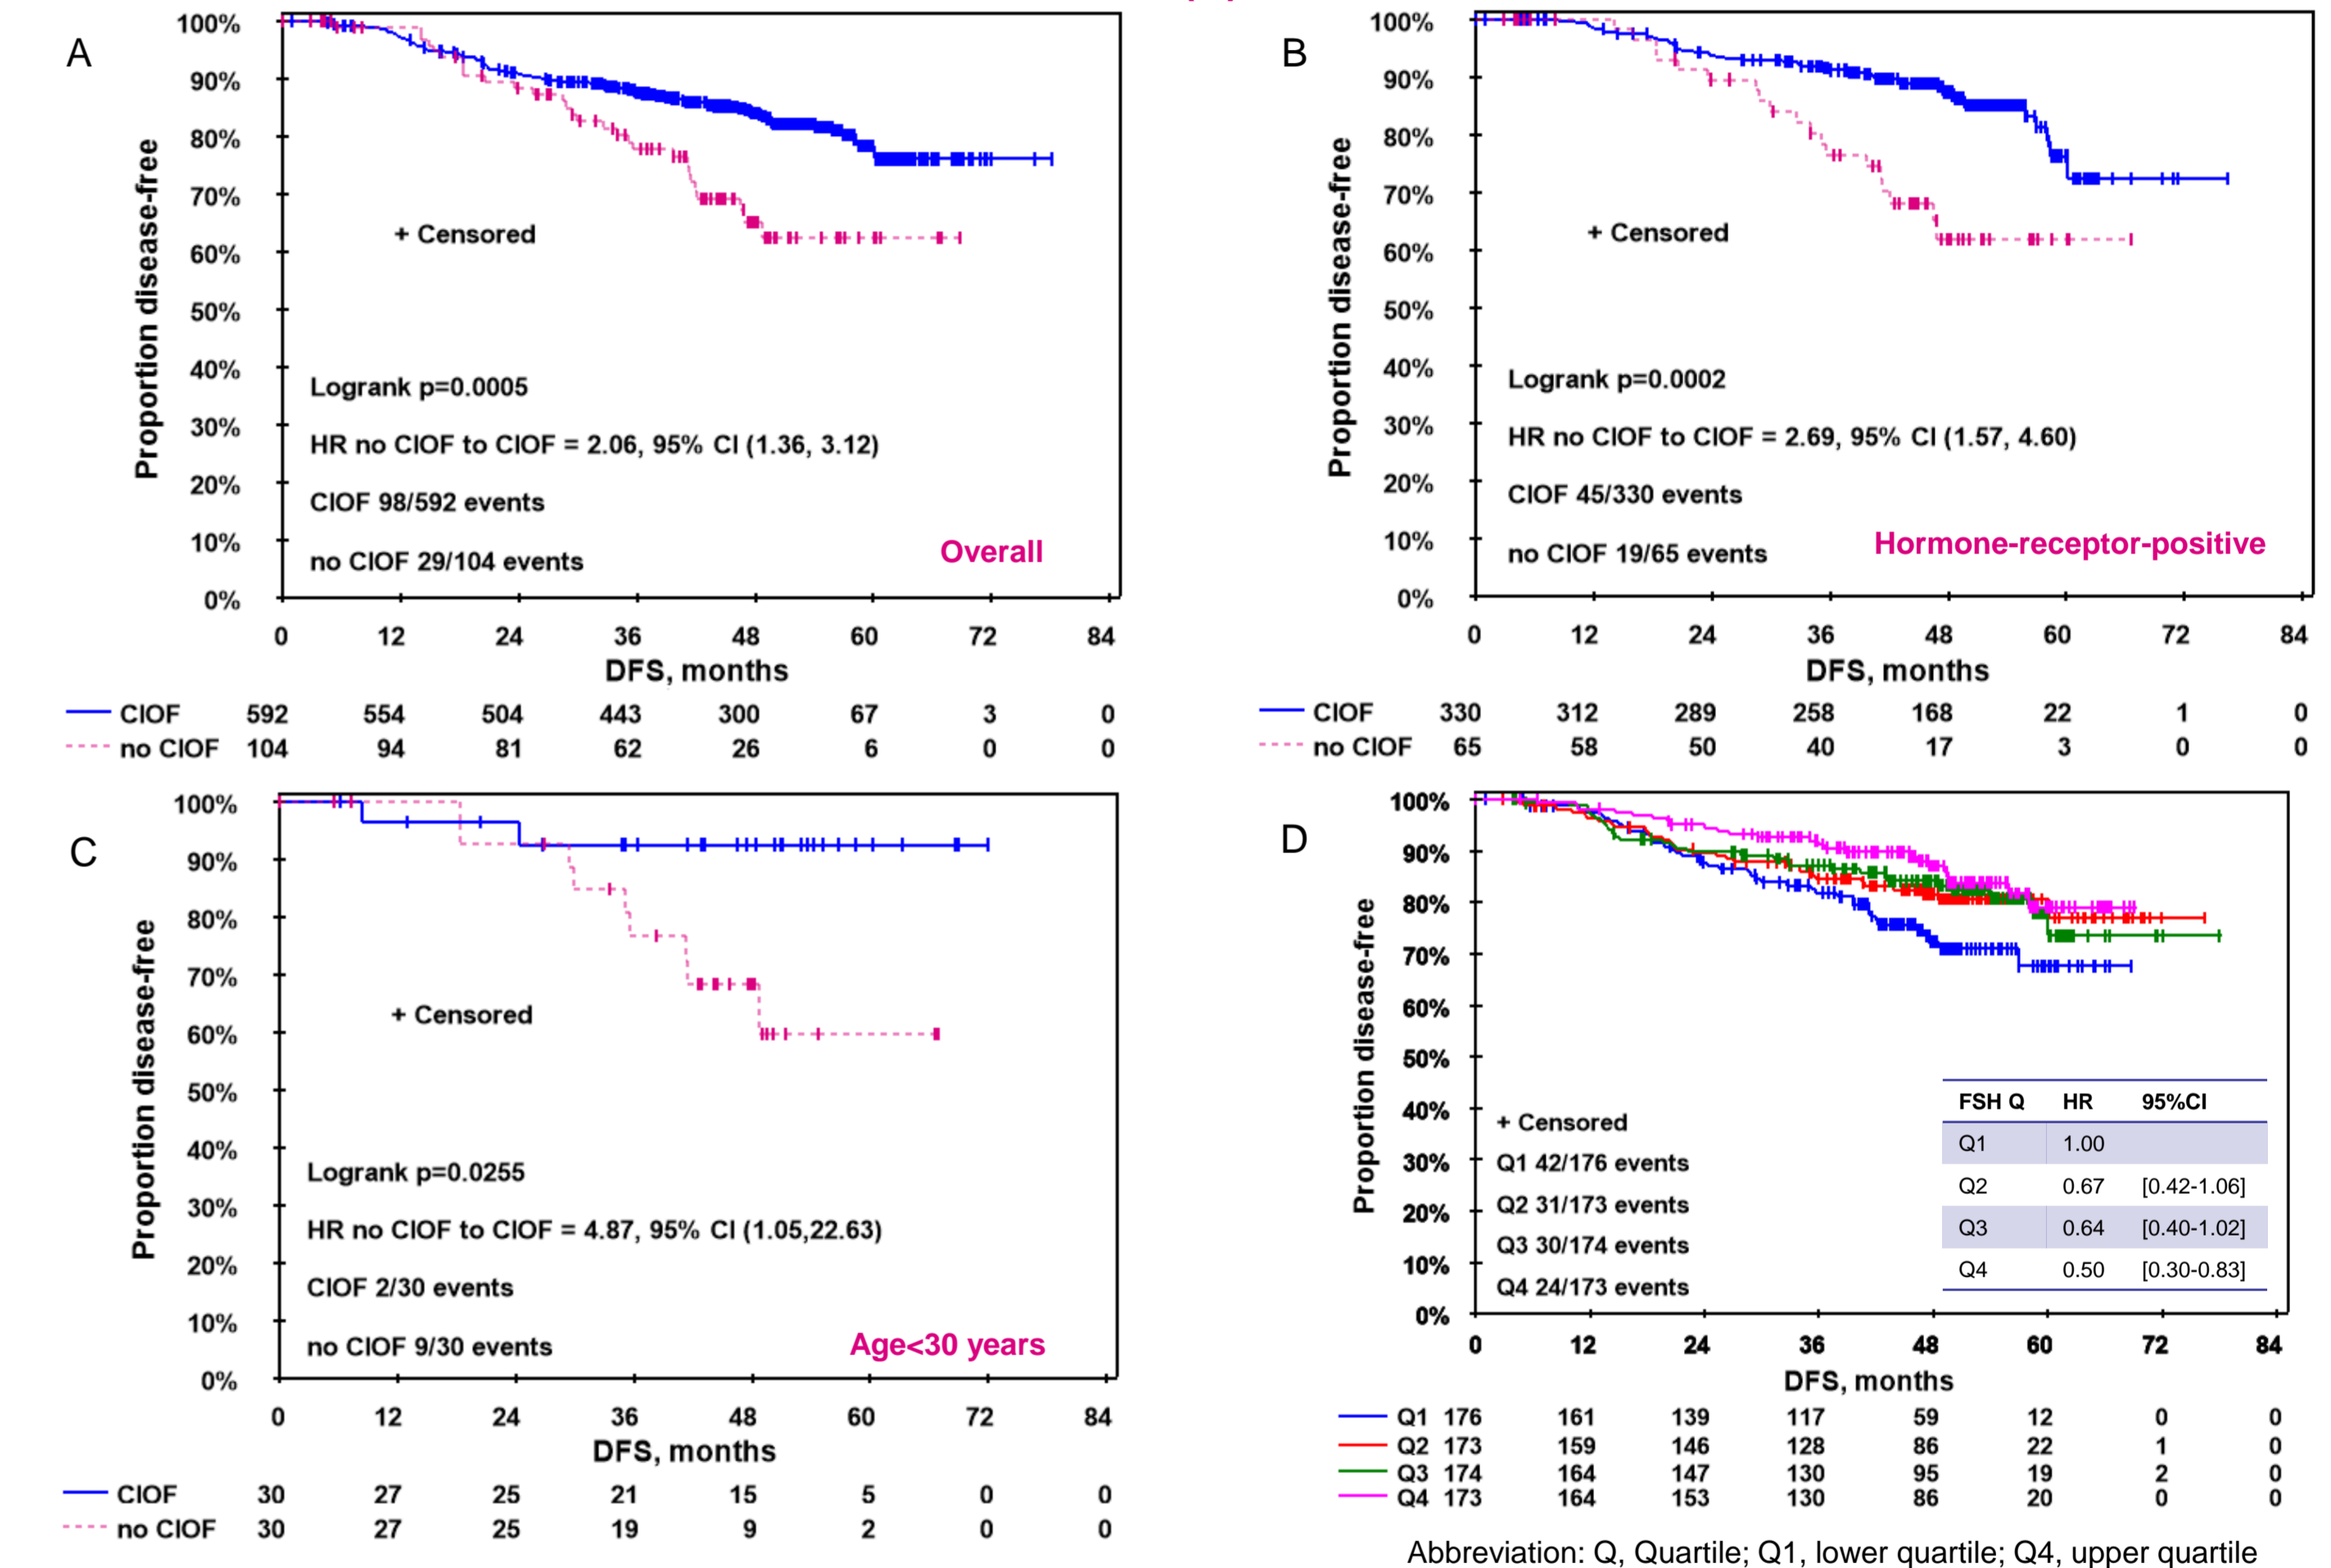 A
100%
90%
80%
70%
60%
50%
40%
30%
20%
10%
0%
Proportion disease-free
+ Censored
Logrank p=0.0005
HR no CIOF to CIOF = 2.06, 95% CI (1.36, 3.12)
CIOF 98/592 events
no CIOF 29/104 events
Overall
0 12 24 36 48 60 72 84
DFS, months
CIOF 592 554 504 443 300 67 3 0
no CIOF 104 94 81 62 26 6 0 0
B
100%
90%
80%
70%
60%
50%
40%
30%
20%
10%
0%
Proportion disease-free
+ Censored
Logrank p=0.0002
HR no CIOF to CIOF = 2.69, 95% CI (1.57, 4.60)
CIOF 45/330 events
no CIOF 19/65 events
Hormone-receptor-positive
0 12 24 36 48 60 72 84
DFS, months
CIOF 330 312 289 258 168 22 1 0
no CIOF 65 58 50 40 17 3 0 0
C
100%
90%
80%
70%
60%
50%
40%
30%
20%
10%
0%
Proportion disease-free
+ Censored
Logrank p=0.0255
HR no CIOF to CIOF = 4.87, 95% CI (1.05,22.63)
CIOF 2/30 events
no CIOF 9/30 events
Age<30 years
0 12 24 36 48 60 72 84
DFS, months
CIOF 30 27 25 21 15 5 0 0
no CIOF 30 27 25 19 9 2 0 0
D
100%
90%
80%
70%
60%
50%
40%
30%
20%
10%
0%
Proportion disease-free
+ Censored
Q1 42/176 events
Q2 31/173 events
Q3 30/174 events
Q4 24/173 events
FSH Q HR 95%CI
Q1 1.00
Q2 0.67 [0.42-1.06]
Q3 0.64 [0.40-1.02]
Q4 0.50 [0.30-0.83]
0 12 24 36 48 60 72 84
DFS, months
Q1 176 161 139 117 59 12 0 0
Q2 173 159 146 128 86 22 1 0
Q3 174 164 147 130 95 19 2 0
Q4 173 164 153 130 86 20 0 0
Abbreviation: Q, Quartile; Q1, lower quartile; Q4, upper quartile